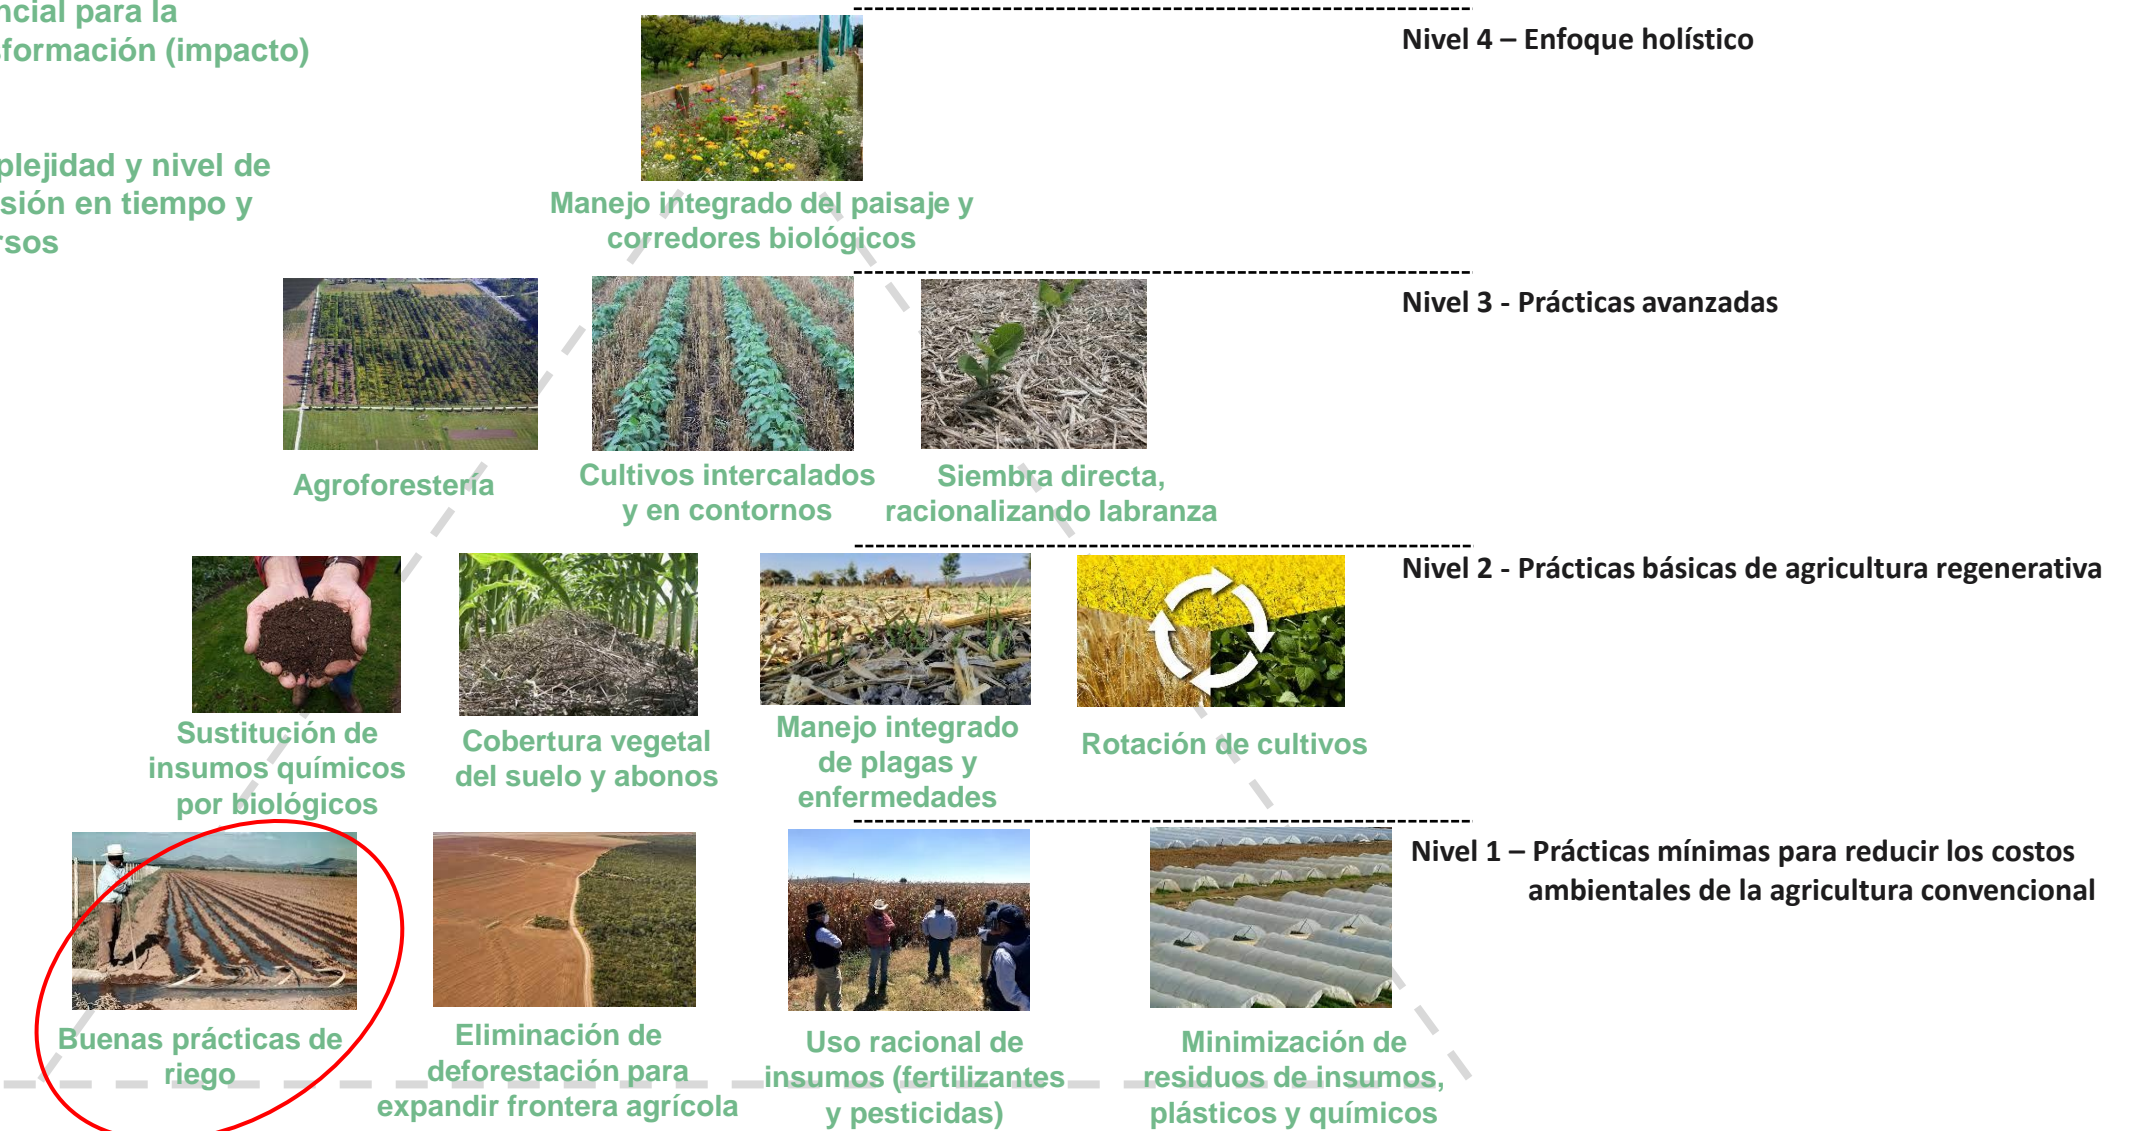 ncial para la
sformación (impacto)
plejidad y nivel de
sión en tiempo y
rsos
Nivel 4 – Enfoque holístico
Manejo integrado del paisaje y
corredores biológicos
Nivel 3 - Prácticas avanzadas
Agroforestería
Cultivos intercalados
y en contornos
Siembra directa,
racionalizando labranza
Nivel 2 - Prácticas básicas de agricultura regenerativa
Sustitución de
insumos químicos
por biológicos
Cobertura vegetal
del suelo y abonos
Manejo integrado
de plagas y
enfermedades
Rotación de cultivos
Nivel 1 – Prácticas mínimas para reducir los costos
ambientales de la agricultura convencional
Buenas prácticas de
riego
Eliminación de
deforestación para
expandir frontera agrícola
Uso racional de
insumos (fertilizantes
y pesticidas)
Minimización de
residuos de insumos,
plásticos y químicos